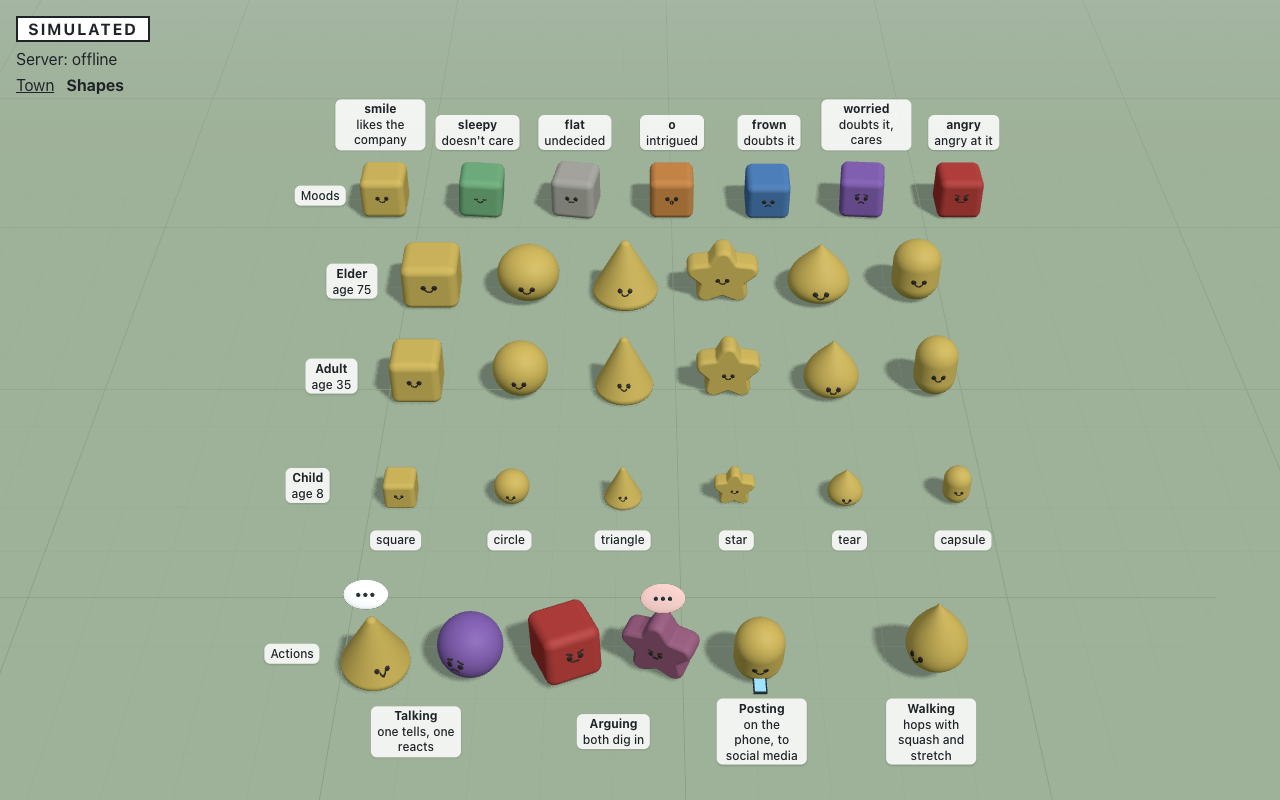 SIMULATED
Server: offline
Town Shapes
smile
likes the
company
sleepy
doesn't care
flat
undecided
o
intrigued
frown
doubts it
worried
doubts it,
cares
angry
angry at it
Moods
Elder
age 75
Adult
age 35
Child
age 8
square
circle
triangle
star
tear
capsule
Actions
Talking
one tells, one
reacts
Arguing
both dig in
Posting
on the
phone, to
social media
Walking
hops with
squash and
stretch